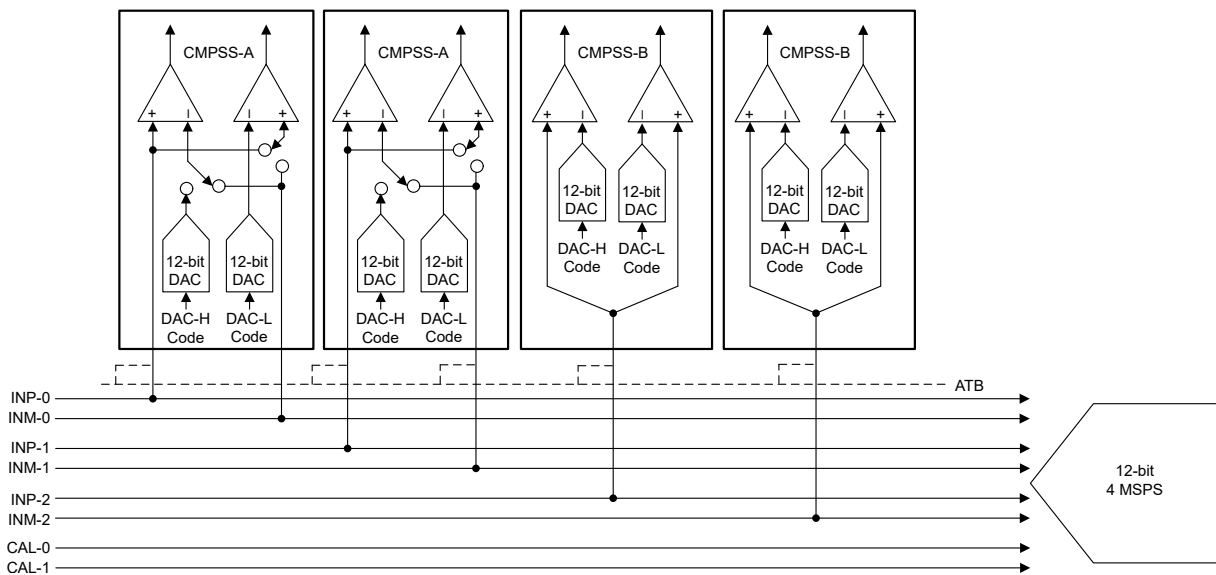 CMPSS-A
CMPSS-A
CMPSS-B
CMPSS-B
+ – – +
+ – – +
+ – – +
+ – – +
12-bit DAC
12-bit DAC
12-bit DAC
12-bit DAC
DAC-H Code
DAC-L Code
DAC-H Code
DAC-L Code
12-bit DAC
12-bit DAC
12-bit DAC
12-bit DAC
DAC-H Code
DAC-L Code
DAC-H Code
DAC-L Code
ATB
INP-0
INM-0
INP-1
INM-1
INP-2
INM-2
CAL-0
CAL-1
12-bit
4 MSPS